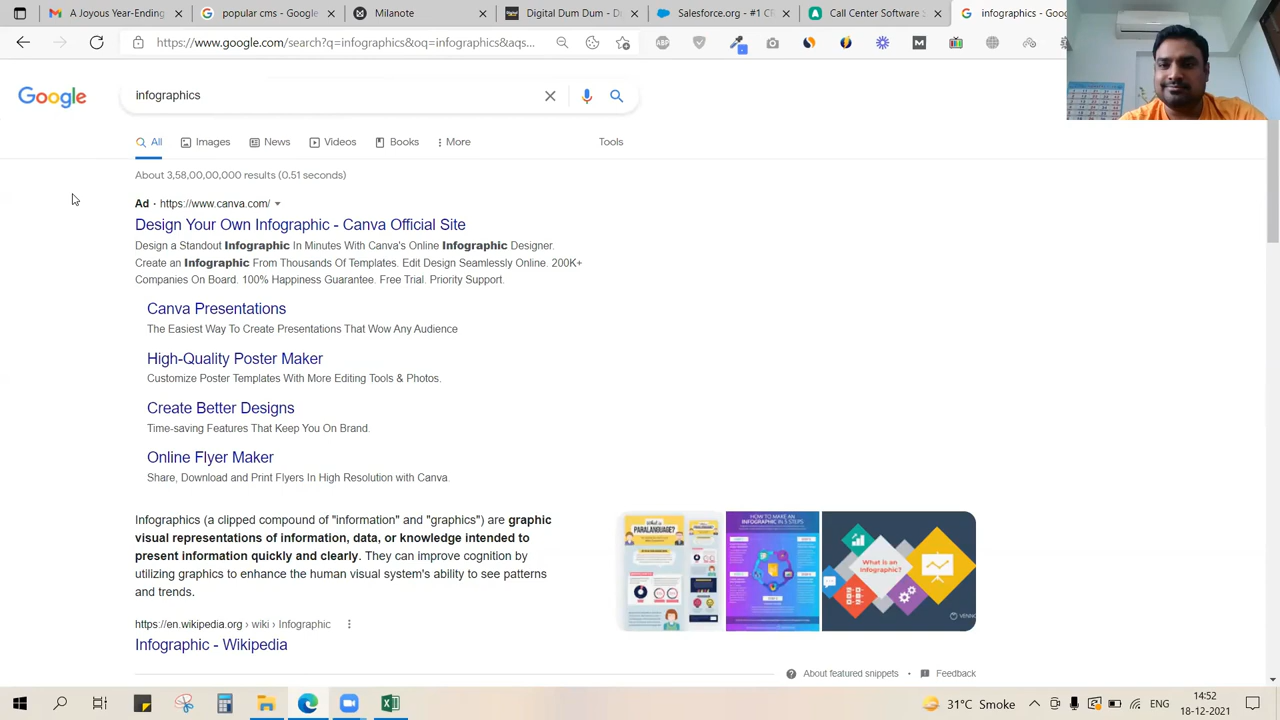 A Joyous Exp
purpose - Goo
Milanote
Digital Dum Dum - Do
Salesforce.org - #1 CR
Call Center Software
infographics - G
https://www.google.com/search?q=infographics&oq=infographics&aqs...
Google
infographics
All
Images
News
Videos
Books
More
Tools
About 3,58,00,00,000 results (0.51 seconds)
Ad · https://www.canva.com/
Design Your Own Infographic - Canva Official Site
Design a Standout Infographic In Minutes With Canva's Online Infographic Designer.
Create an Infographic From Thousands Of Templates. Edit Design Seamlessly Online. 200K+
Companies On Board. 100% Happiness Guarantee. Free Trial. Priority Support.
Canva Presentations
The Easiest Way To Create Presentations That Wow Any Audience
High-Quality Poster Maker
Customize Poster Templates With More Editing Tools & Photos.
Create Better Designs
Time-saving Features That Keep You On Brand.
Online Flyer Maker
Share, Download and Print Flyers In High Resolution with Canva.
Infographics (a clipped compound of "information" and "graphics") are graphic
visual representations of information, data, or knowledge intended to
present information quickly and clearly. They can improve cognition by
utilizing graphics to enhance the human visual system's ability to see patterns
and trends.
What is
PARALANGUAGE?
HOW TO MAKE AN
INFOGRAPHIC IN 5 STEPS
What is an
Infographic?
VENNG
https://en.wikipedia.org › wiki › Infographic
Infographic - Wikipedia
About featured snippets
Feedback
31°C Smoke
ENG
14:52
18-12-2021